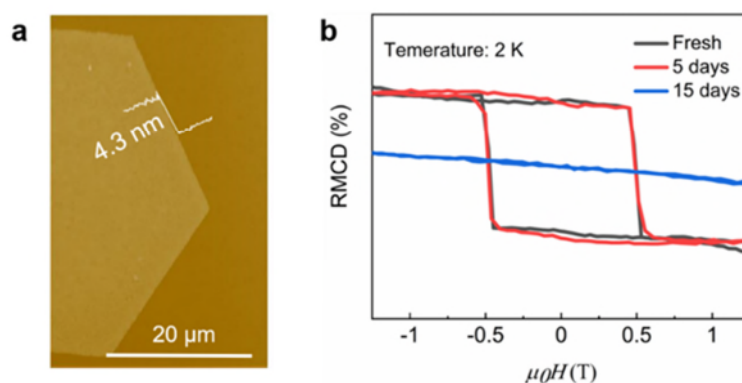 a
4.3 nm
20 μm
b
Temerature: 2 K
Fresh
5 days
15 days
RMCD (%)
-1
-0.5
0
0.5
1
μ0H(T)